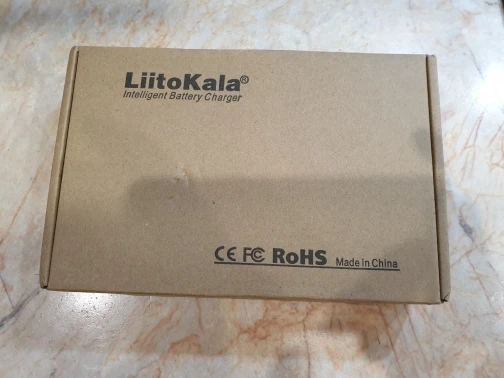 LiitoKala®
Intelligent Battery Charger
CE FC RoHS Made in China